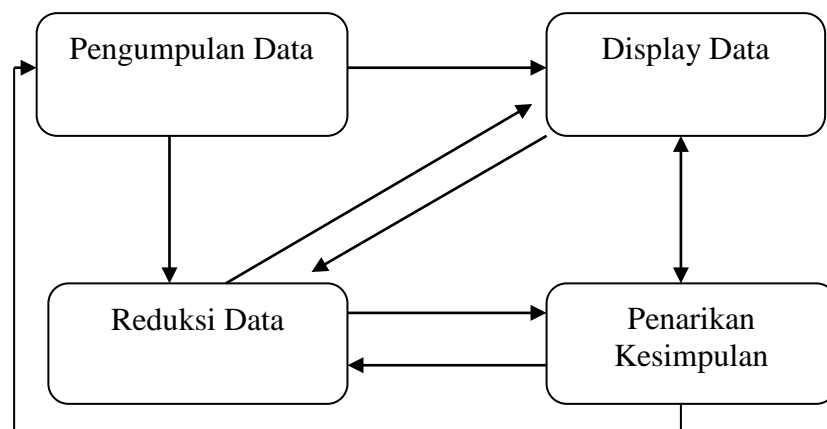 Pengumpulan Data
Display Data
Reduksi Data
Penarikan
Kesimpulan